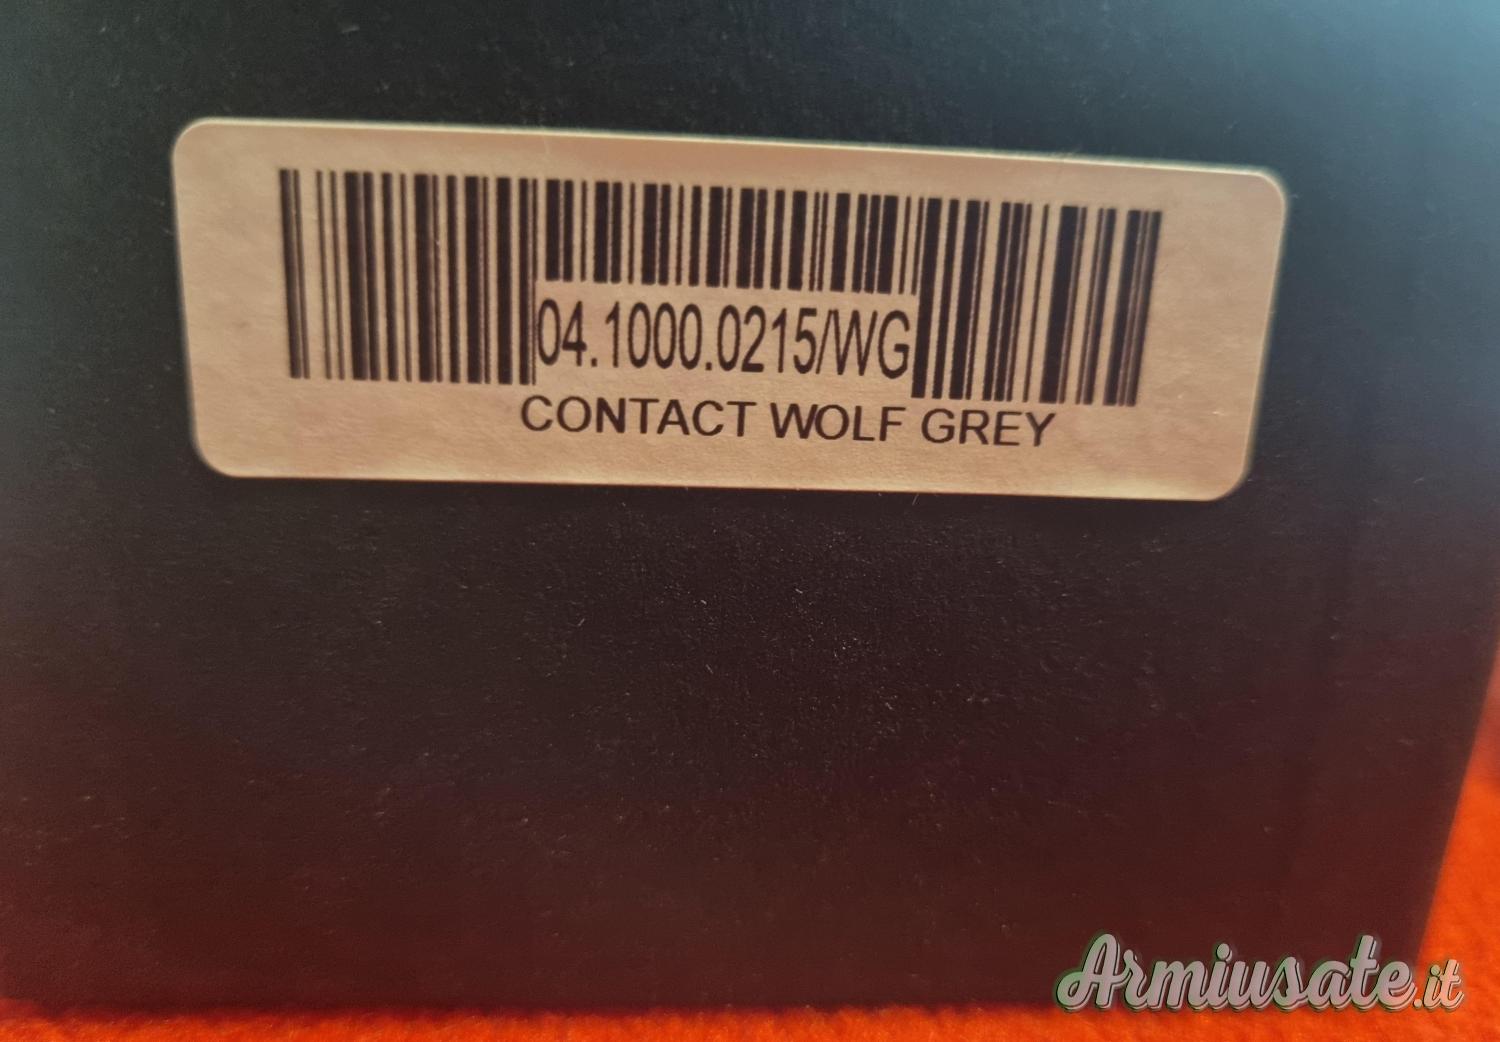 04.1000.0215/WG
CONTACT WOLF GREY
Armiusate.it